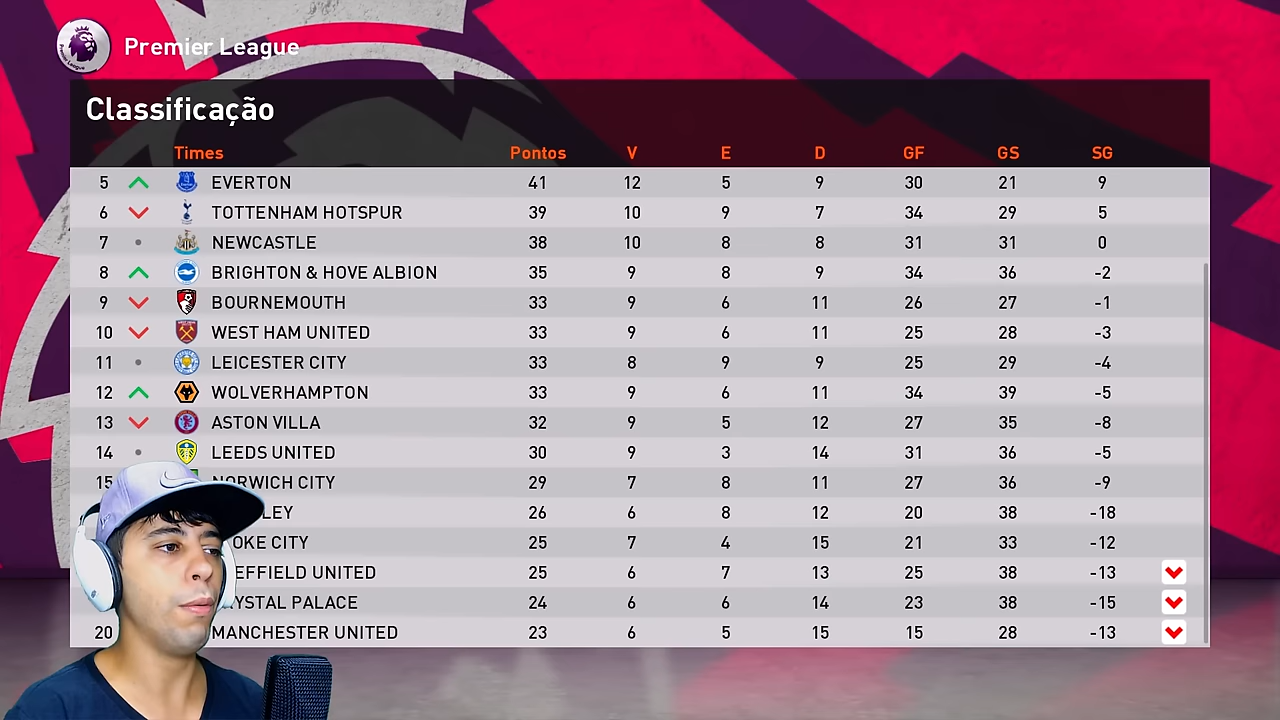 Premier League
Classificação
Times Pontos V E D GF GS SG
5 EVERTON 41 12 5 9 30 21 9
6 TOTTENHAM HOTSPUR 39 10 9 7 34 29 5
7 NEWCASTLE 38 10 8 8 31 31 0
8 BRIGHTON & HOVE ALBION 35 9 8 9 34 36 -2
9 BOURNEMOUTH 33 9 6 11 26 27 -1
10 WEST HAM UNITED 33 9 6 11 25 28 -3
11 LEICESTER CITY 33 8 9 9 25 29 -4
12 WOLVERHAMPTON 33 9 6 11 34 39 -5
13 ASTON VILLA 32 9 5 12 27 35 -8
14 LEEDS UNITED 30 9 3 14 31 36 -5
15 NORWICH CITY 29 7 8 11 27 36 -9
LEY 26 6 8 12 20 38 -18
OKE CITY 25 7 4 15 21 33 -12
EFFIELD UNITED 25 6 7 13 25 38 -13
YSTAL PALACE 24 6 6 14 23 38 -15
20 MANCHESTER UNITED 23 6 5 15 15 28 -13